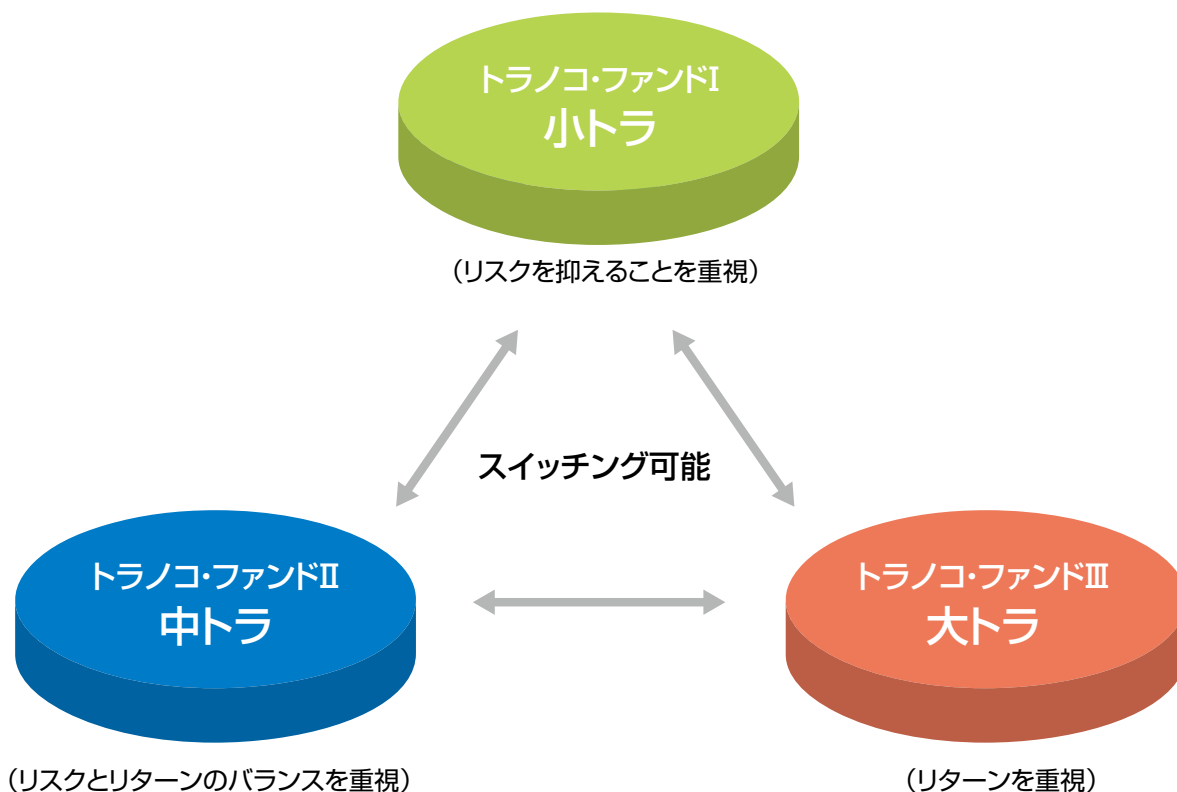 トラノコ・ファンドⅠ
小トラ
（リスクを抑えることを重視）
スイッチング可能
トラノコ・ファンドⅡ
中トラ
（リスクとリターンのバランスを重視）
トラノコ・ファンドⅢ
大トラ
（リターンを重視）